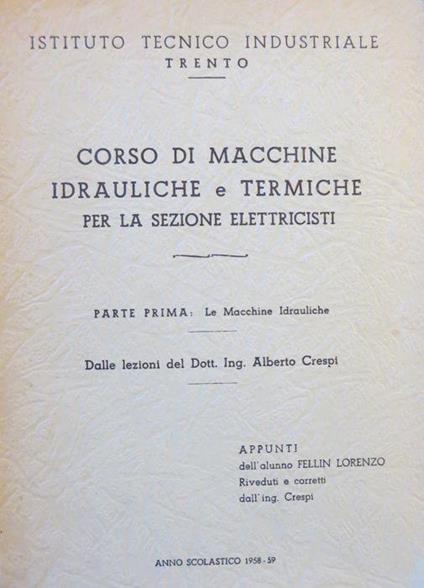 ISTITUTO TECNICO INDUSTRIALE
TRENTO
CORSO DI MACCHINE
IDRAULICHE e TERMICHE
PER LA SEZIONE ELETTRICISTI
PARTE PRIMA: Le Macchine Idrauliche
Dalle lezioni del Dott. Ing. Alberto Crespi
APPUNTI
dell'alunno FELLIN LORENZO
Riveduti e corretti
dall'ing. Crespi
ANNO SCOLASTICO 1958-59